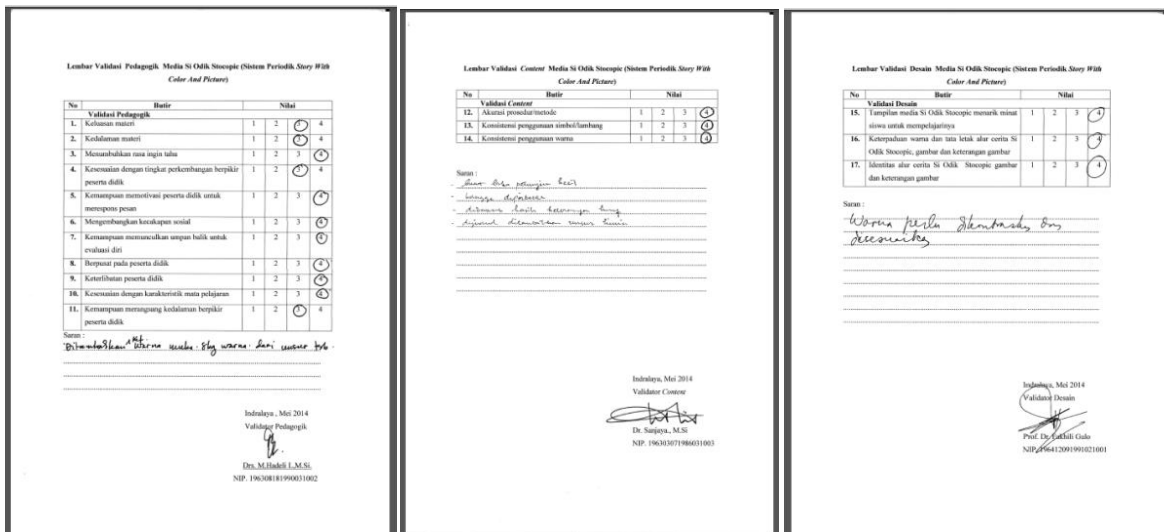 Lembar Validasi Pedagogik Media Si Odik Stocopic (Sistem Periodik Story With
Color And Picture)
No Butir Nilai
Validasi Pedagogik
1. Keluasan materi 1 2 3 4
2. Kedalaman materi 1 2 3 4
3. Menumbuhkan rasa ingin tahu 1 2 3 4
4. Kesesuaian dengan tingkat perkembangan berpikir
peserta didik 1 2 3 4
5. Kemampuan memotivasi peserta didik untuk
merespons pesan 1 2 3 4
6. Mengembangkan kecakapan sosial 1 2 3 4
7. Kemampuan memunculkan umpan balik untuk
evaluasi diri 1 2 3 4
8. Berpusat pada peserta didik 1 2 3 4
9. Keterlibatan peserta didik 1 2 3 4
10. Kesesuaian dengan karakteristik mata pelajaran 1 2 3 4
11. Kemampuan merangsang kedalaman berpikir
peserta didik 1 2 3 4
Saran :
Ditambahkan warna warna dari unsur
Indralaya , Mei 2014
Validator Pedagogik
Drs. M.Hadeli L.M.Si.
NIP. 196308181990031002
Lembar Validasi Content Media Si Odik Stocopic (Sistem Periodik Story With
Color And Picture)
No Butir Nilai
Validasi Content
12. Akurasi prosedur/metode 1 2 3 4
13. Konsistensi penggunaan simbol/lambang 1 2 3 4
14. Konsistensi penggunaan warna 1 2 3 4
Saran :
Indralaya, Mei 2014
Validator Content
Dr. Sanjaya., M.Si
NIP. 196303071986031003
Lembar Validasi Desain Media Si Odik Stocopic (Sistem Periodik Story With
Color And Picture)
No Butir Nilai
Validasi Desain
15. Tampilan media Si Odik Stocopic menarik minat
siswa untuk mempelajarinya 1 2 3 4
16. Keterpaduan warna dan tata letak alur cerita Si
Odik Stocopic, gambar dan keterangan gambar 1 2 3 4
17. Identitas alur cerita Si Odik Stocopic gambar
dan keterangan gambar 1 2 3 4
Saran :
Warna perlu dikontraskan dan
disesuaikan
Indralaya, Mei 2014
Validator Desain
Prof. Dr. Fakhili Gulo
NIP. 196412091991021001